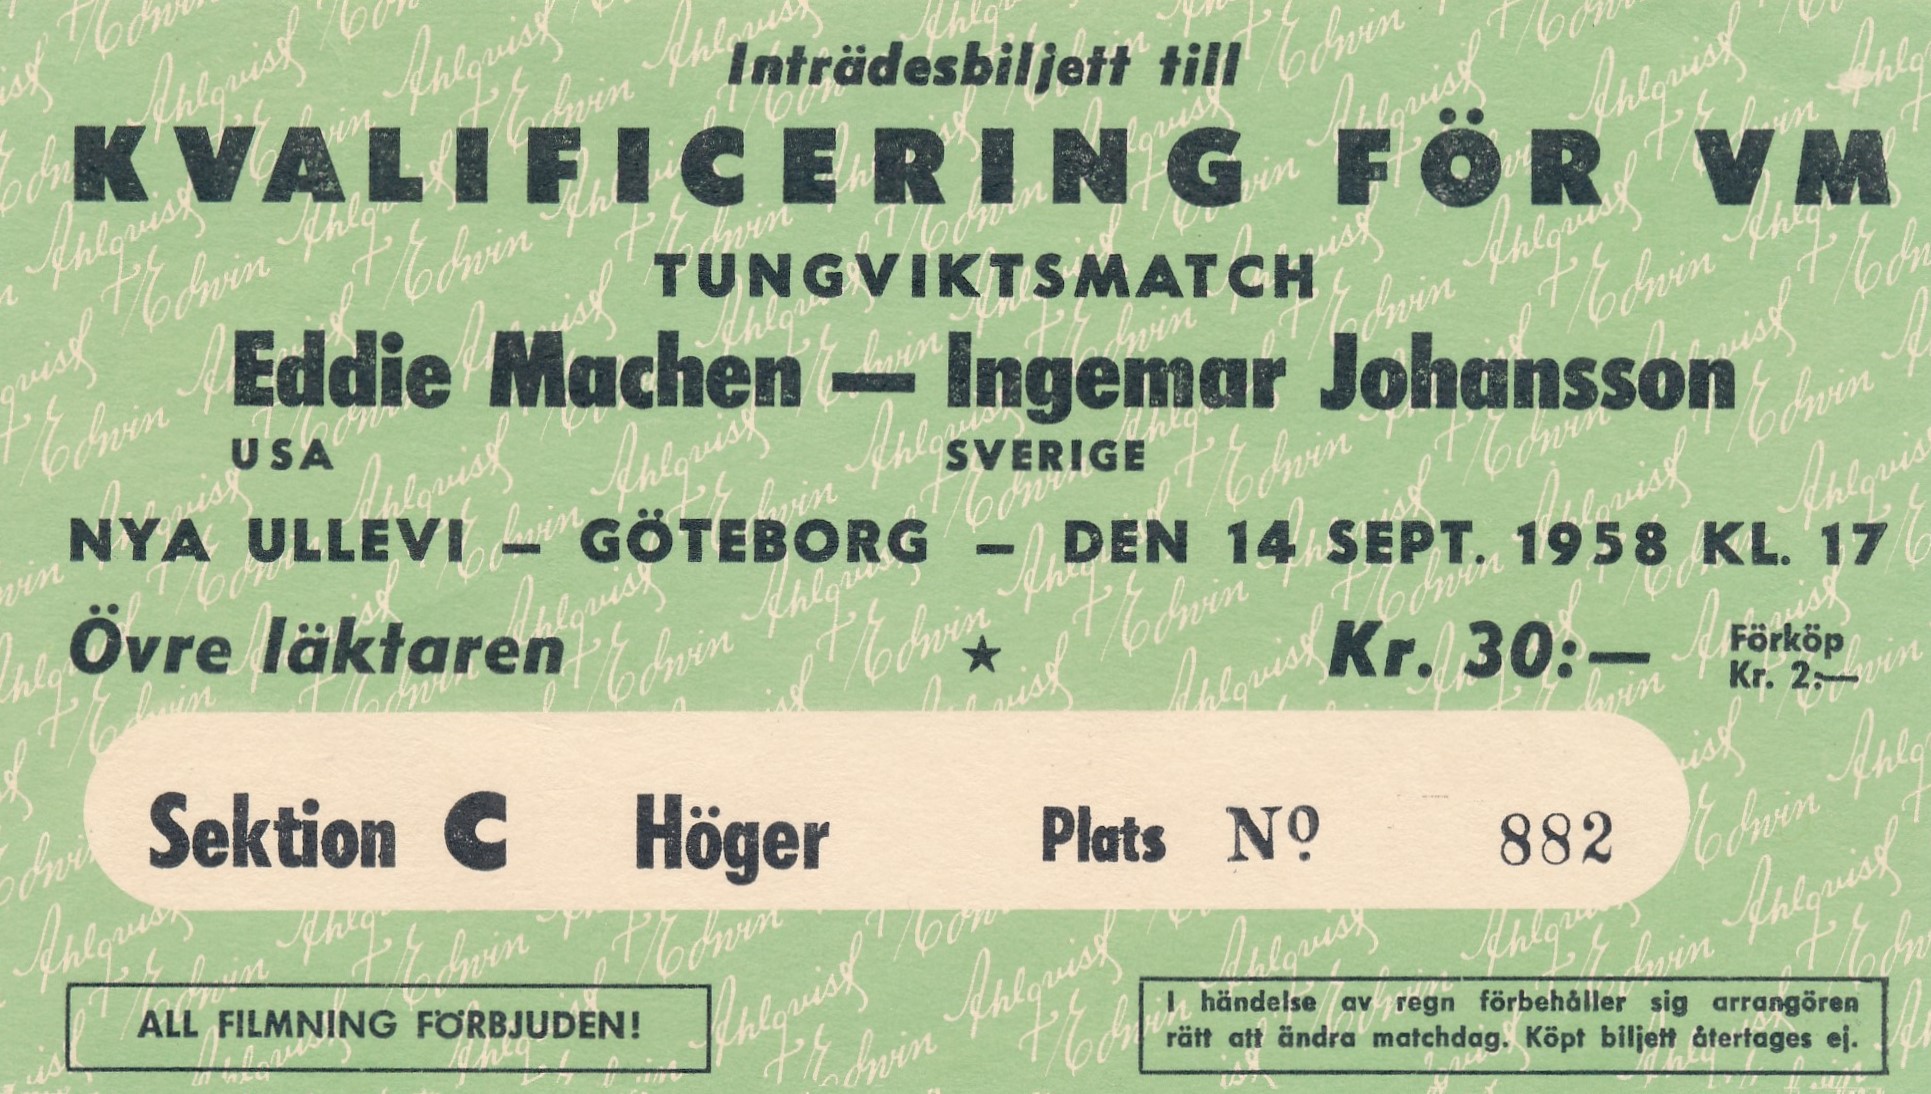 Inträdesbiljett till
KVALIFICERING FÖR VM
TUNGVIKTSMATCH
Eddie Machen — Ingemar Johansson
USA SVERIGE
NYA ULLEVI – GÖTEBORG – DEN 14 SEPT. 1958 KL. 17
Övre läktaren ★ Kr. 30:— Förköp
Kr. 2:—
Sektion C Höger Plats Nº 882
ALL FILMNING FÖRBJUDEN!
I händelse av regn förbehåller sig arrangören
rätt att ändra matchdag. Köpt biljett återtages ej.
Edwin Ahlqvist